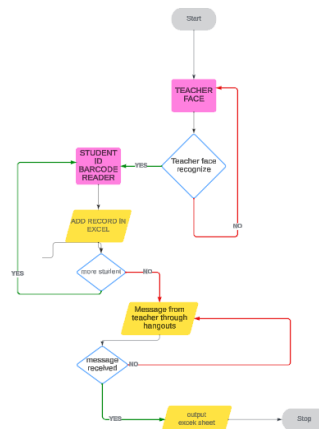 Start
TEACHER
FACE
STUDENT
ID
BARCODE
READER
YES
Teacher face
recognize
NO
ADD RECORD IN
EXCEL
more student
YES
NO
Message from
teacher through
hangouts
message
received
NO
YES
output
excek sheet
Stop